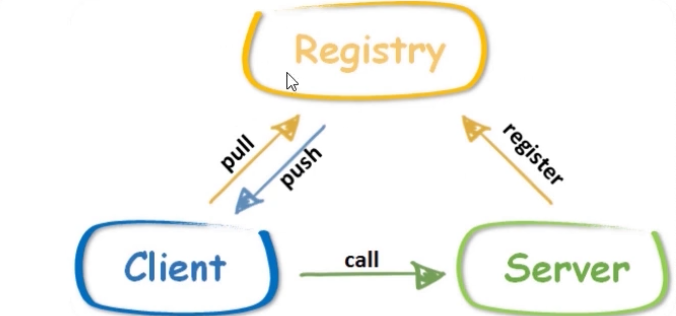 Registry
pull
push
register
Client
call
Server